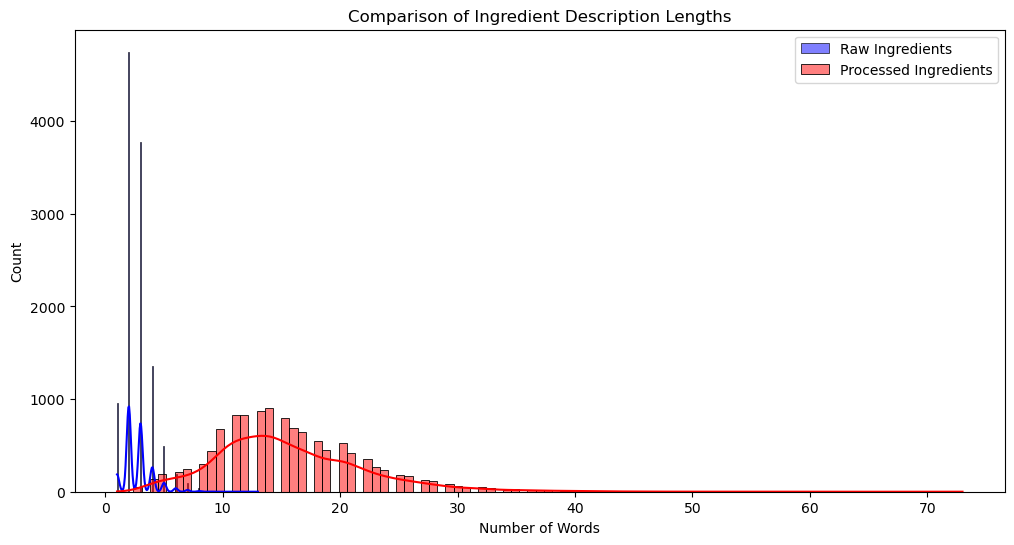 Comparison of Ingredient Description Lengths
Raw Ingredients
Processed Ingredients
4000
3000
2000
1000
0
Count
0 10 20 30 40 50 60 70
Number of Words